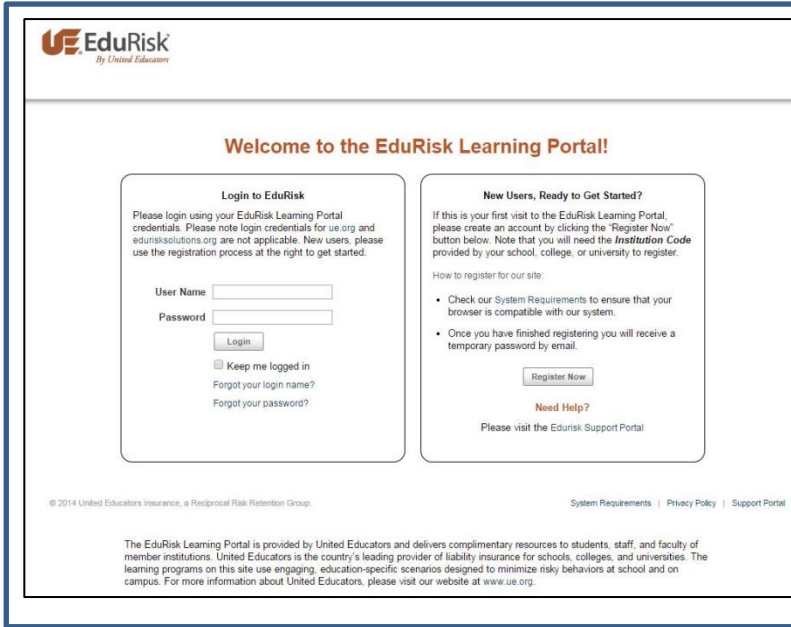 UE EduRisk
By United Educators
Welcome to the EduRisk Learning Portal!
Login to EduRisk
Please login using your EduRisk Learning Portal
credentials. Please note login credentials for ue.org and
edurisksolutions.org are not applicable. New users, please
use the registration process at the right to get started.
User Name
Password
Login
Keep me logged in
Forgot your login name?
Forgot your password?
New Users, Ready to Get Started?
If this is your first visit to the EduRisk Learning Portal,
please create an account by clicking the "Register Now"
button below. Note that you will need the Institution Code
provided by your school, college, or university to register.
How to register for our site:
• Check our System Requirements to ensure that your
browser is compatible with our system.
• Once you have finished registering you will receive a
temporary password by email.
Register Now
Need Help?
Please visit the Edurisk Support Portal
© 2014 United Educators Insurance, a Reciprocal Risk Retention Group.
System Requirements | Privacy Policy | Support Portal
The EduRisk Learning Portal is provided by United Educators and delivers complimentary resources to students, staff, and faculty of
member institutions. United Educators is the country's leading provider of liability insurance for schools, colleges, and universities. The
learning programs on this site use engaging, education-specific scenarios designed to minimize risky behaviors at school and on
campus. For more information about United Educators, please visit our website at www.ue.org.